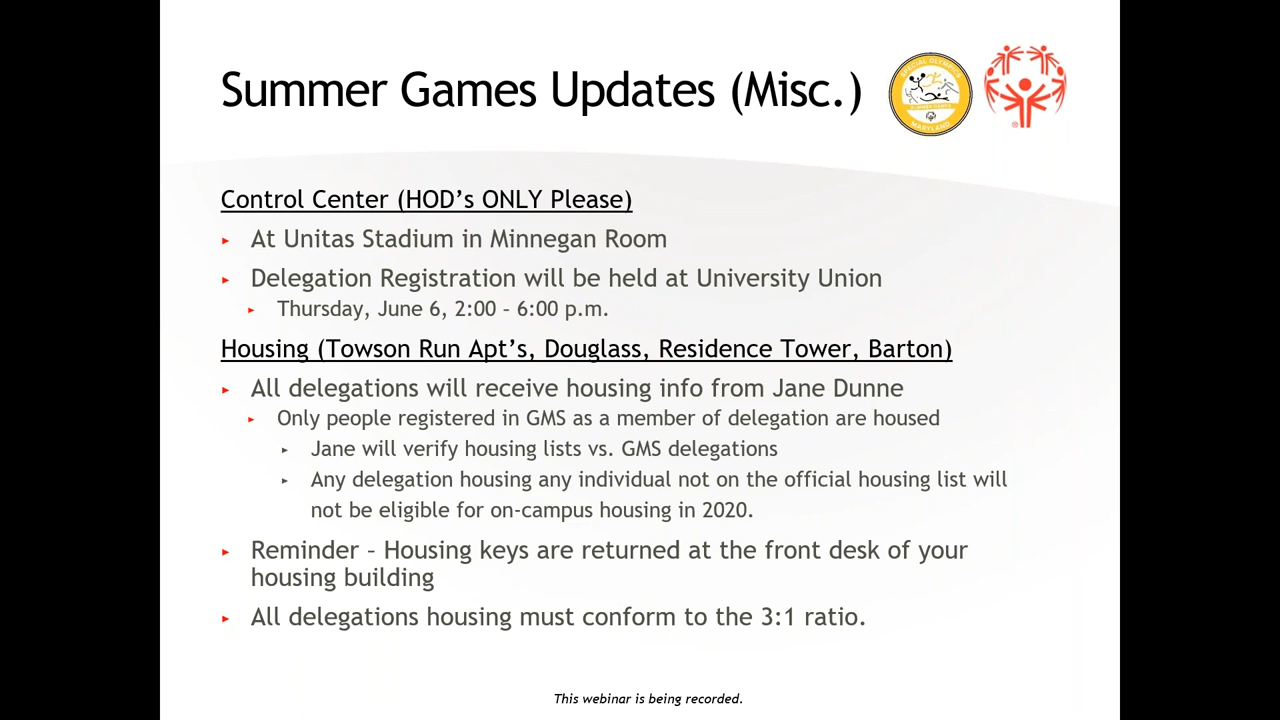 Summer Games Updates (Misc.)
SPECIAL OLYMPICS
SUMMER GAMES
MARYLAND
Control Center (HOD’s ONLY Please)
At Unitas Stadium in Minnegan Room
Delegation Registration will be held at University Union
Thursday, June 6, 2:00 – 6:00 p.m.
Housing (Towson Run Apt’s, Douglass, Residence Tower, Barton)
All delegations will receive housing info from Jane Dunne
Only people registered in GMS as a member of delegation are housed
Jane will verify housing lists vs. GMS delegations
Any delegation housing any individual not on the official housing list will
not be eligible for on-campus housing in 2020.
Reminder – Housing keys are returned at the front desk of your
housing building
All delegations housing must conform to the 3:1 ratio.
This webinar is being recorded.